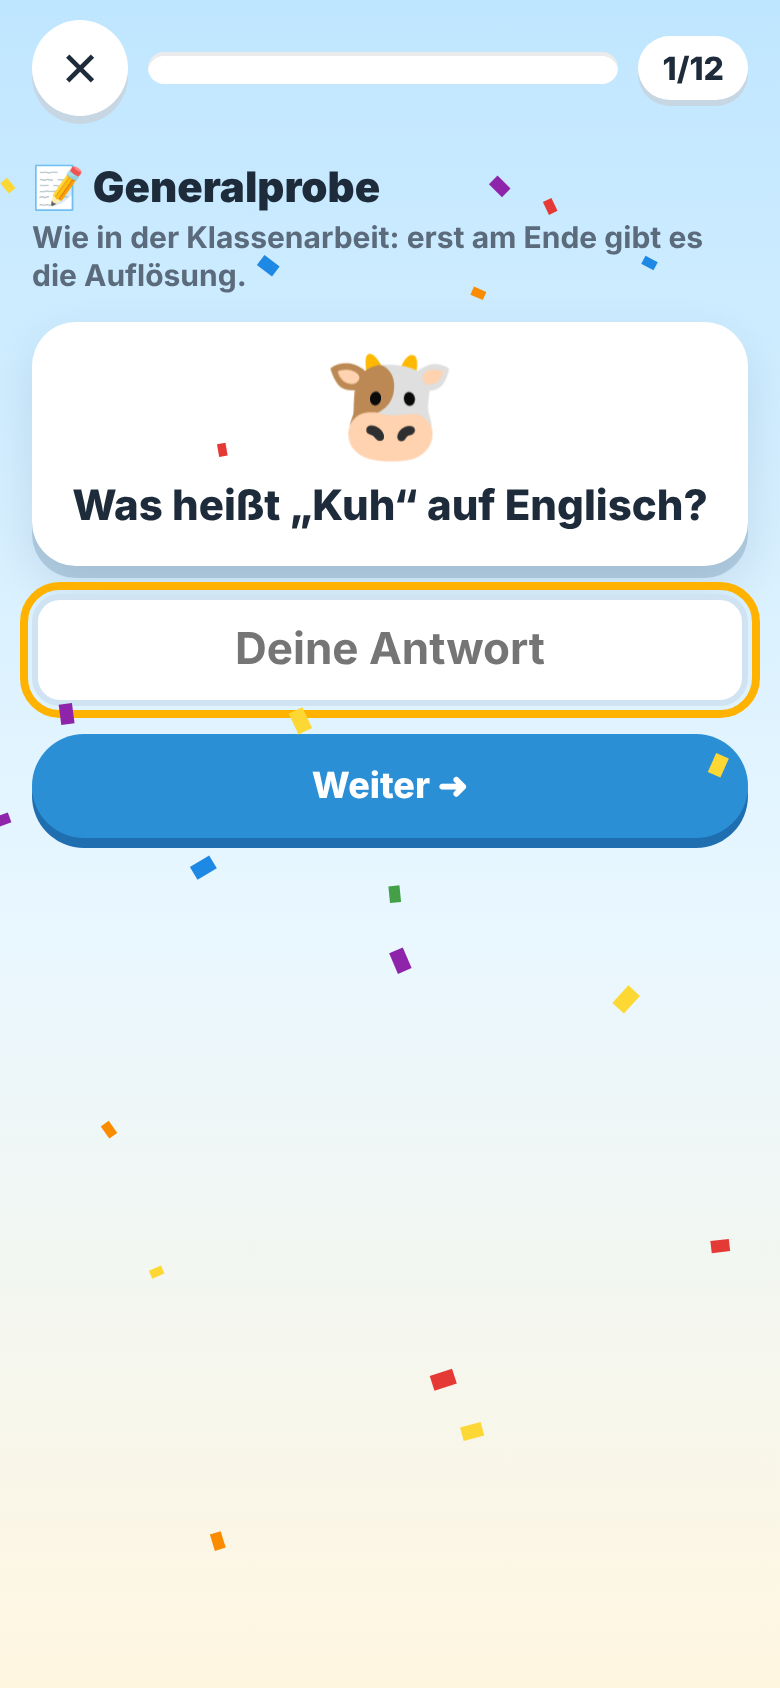 1/12
Generalprobe
Wie in der Klassenarbeit: erst am Ende gibt es
die Auflösung.
Was heißt „Kuh“ auf Englisch?
Deine Antwort
Weiter ➜